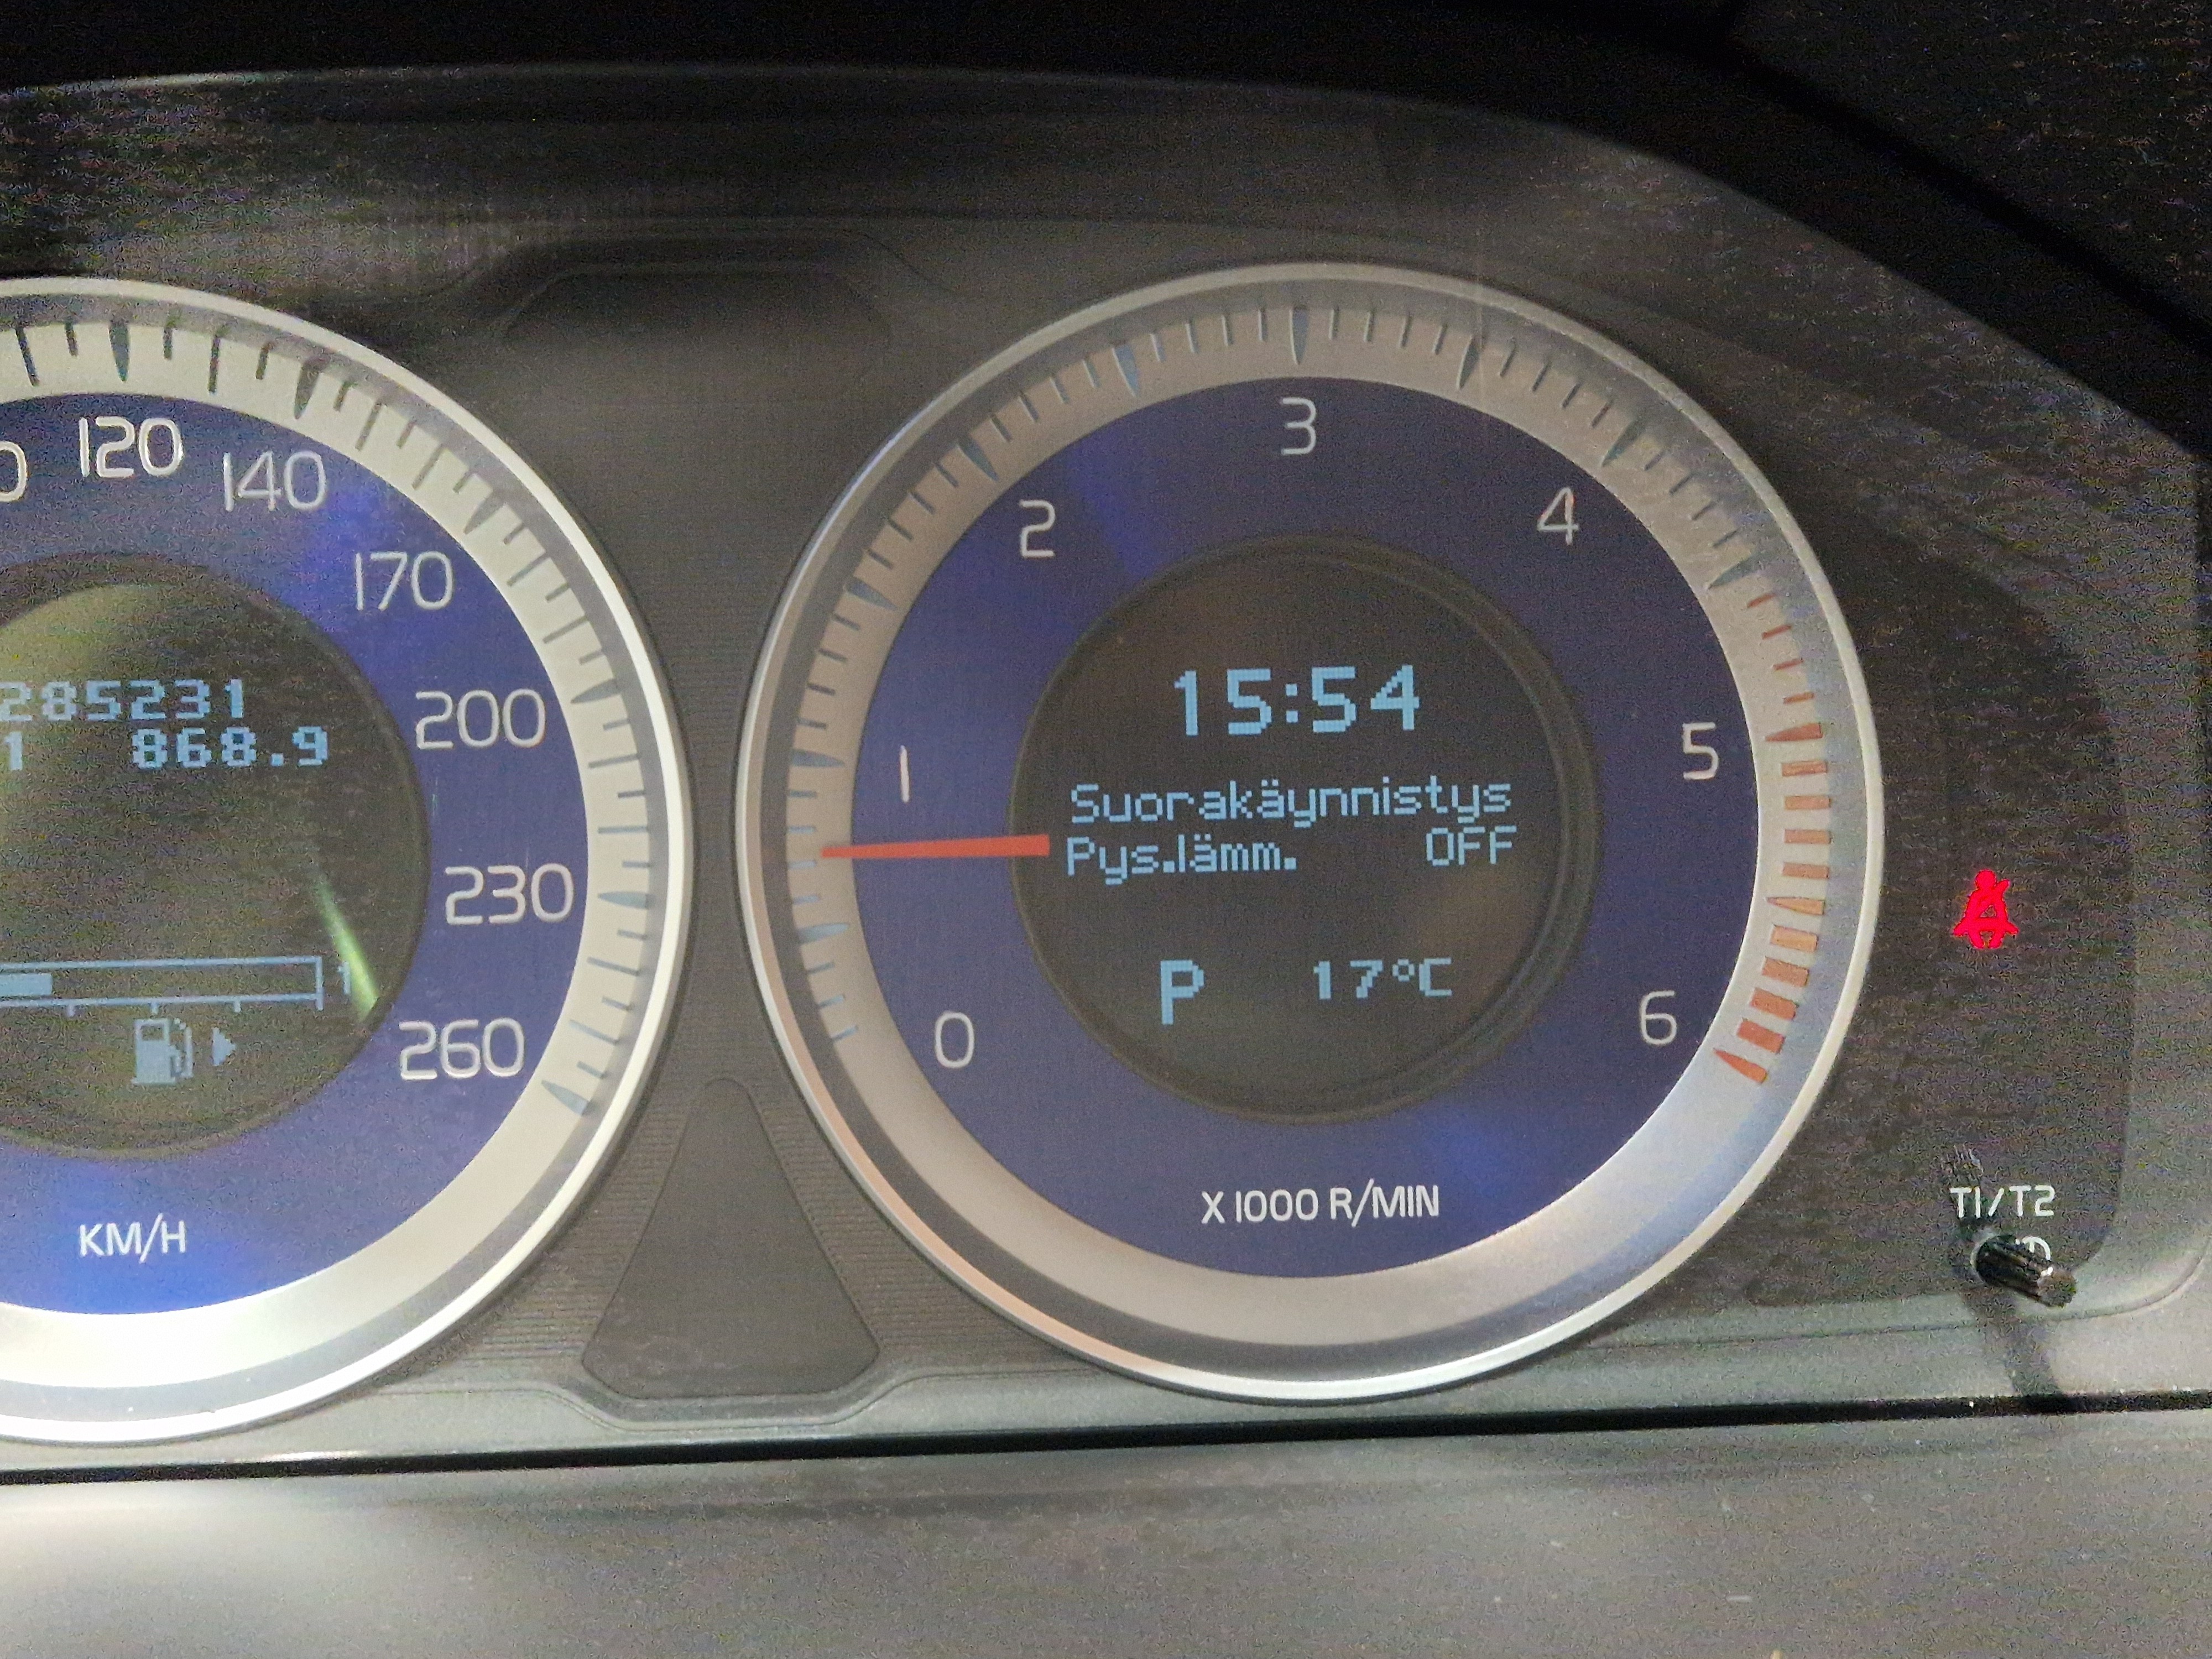 120
140
170
200
230
260
285231
1 868.9
KM/H
0
1
2
3
4
5
6
15:54
Suorakäynnistys
Pys.lämm. OFF
P 17°C
X 1000 R/MIN
T1/T2